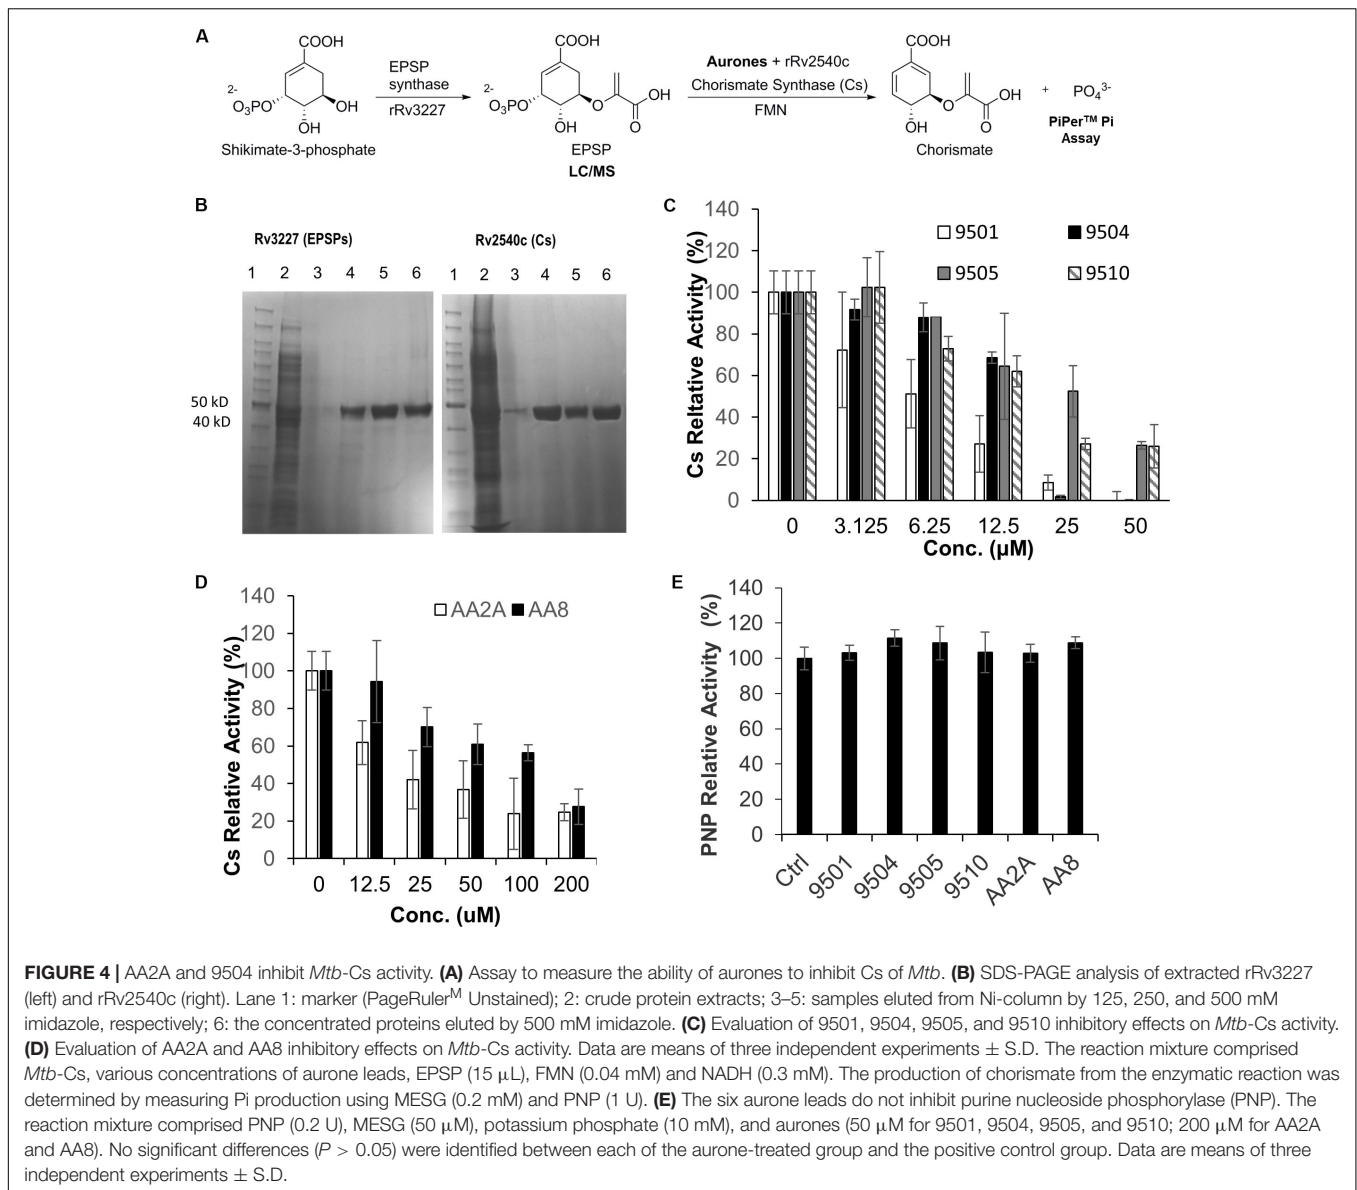 A
COOH
2-
O₃PO
OH
OH
Shikimate-3-phosphate
EPSP
synthase
rRv3227
COOH
2-
O₃PO
O
OH
OH
O
EPSP
LC/MS
Aurones + rRv2540c
Chorismate Synthase (Cs)
FMN
COOH
O
OH
OH
O
Chorismate
+ PO₄³⁻
PiPer™ Pi
Assay
B
Rv3227 (EPSPs)
1 2 3 4 5 6
Rv2540c (Cs)
1 2 3 4 5 6
50 kD
40 kD
C
Cs Reltative Activity (%)
140
120
100
80
60
40
20
0
9501 9504
9505 9510
0 3.125 6.25 12.5 25 50
Conc. (µM)
D
Cs Relative Activity (%)
140
120
100
80
60
40
20
0
AA2A AA8
0 12.5 25 50 100 200
Conc. (uM)
E
PNP Relative Activity (%)
140
120
100
80
60
40
20
0
Ctrl 9501 9504 9505 9510 AA2A AA8
FIGURE 4 | AA2A and 9504 inhibit Mtb-Cs activity. (A) Assay to measure the ability of aurones to inhibit Cs of Mtb. (B) SDS-PAGE analysis of extracted rRv3227
(left) and rRv2540c (right). Lane 1: marker (PageRulerᴹ Unstained); 2: crude protein extracts; 3–5: samples eluted from Ni-column by 125, 250, and 500 mM
imidazole, respectively; 6: the concentrated proteins eluted by 500 mM imidazole. (C) Evaluation of 9501, 9504, 9505, and 9510 inhibitory effects on Mtb-Cs activity.
(D) Evaluation of AA2A and AA8 inhibitory effects on Mtb-Cs activity. Data are means of three independent experiments ± S.D. The reaction mixture comprised
Mtb-Cs, various concentrations of aurone leads, EPSP (15 µL), FMN (0.04 mM) and NADH (0.3 mM). The production of chorismate from the enzymatic reaction was
determined by measuring Pi production using MESG (0.2 mM) and PNP (1 U). (E) The six aurone leads do not inhibit purine nucleoside phosphorylase (PNP). The
reaction mixture comprised PNP (0.2 U), MESG (50 µM), potassium phosphate (10 mM), and aurones (50 µM for 9501, 9504, 9505, and 9510; 200 µM for AA2A
and AA8). No significant differences (P > 0.05) were identified between each of the aurone-treated group and the positive control group. Data are means of three
independent experiments ± S.D.